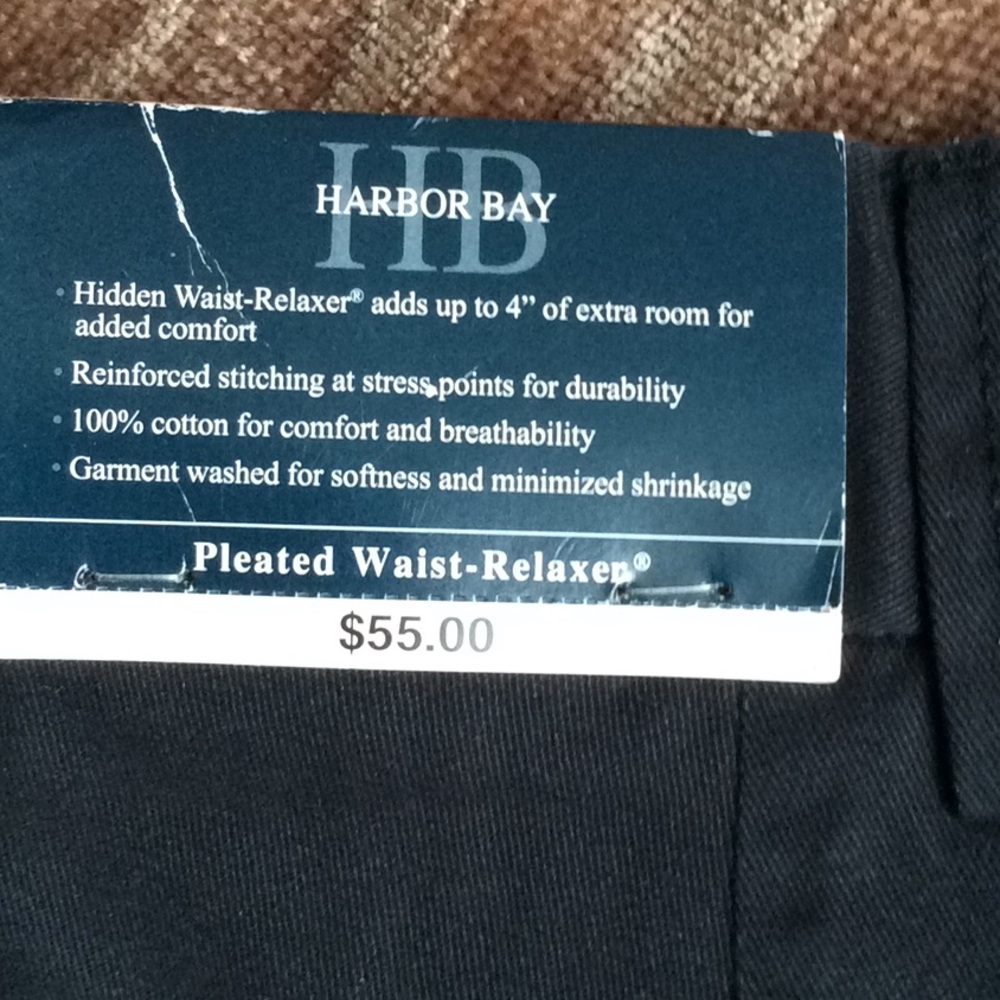 HB
HARBOR BAY
• Hidden Waist-Relaxer® adds up to 4” of extra room for
added comfort
• Reinforced stitching at stress points for durability
• 100% cotton for comfort and breathability
• Garment washed for softness and minimized shrinkage
Pleated Waist-Relaxer®
$55.00